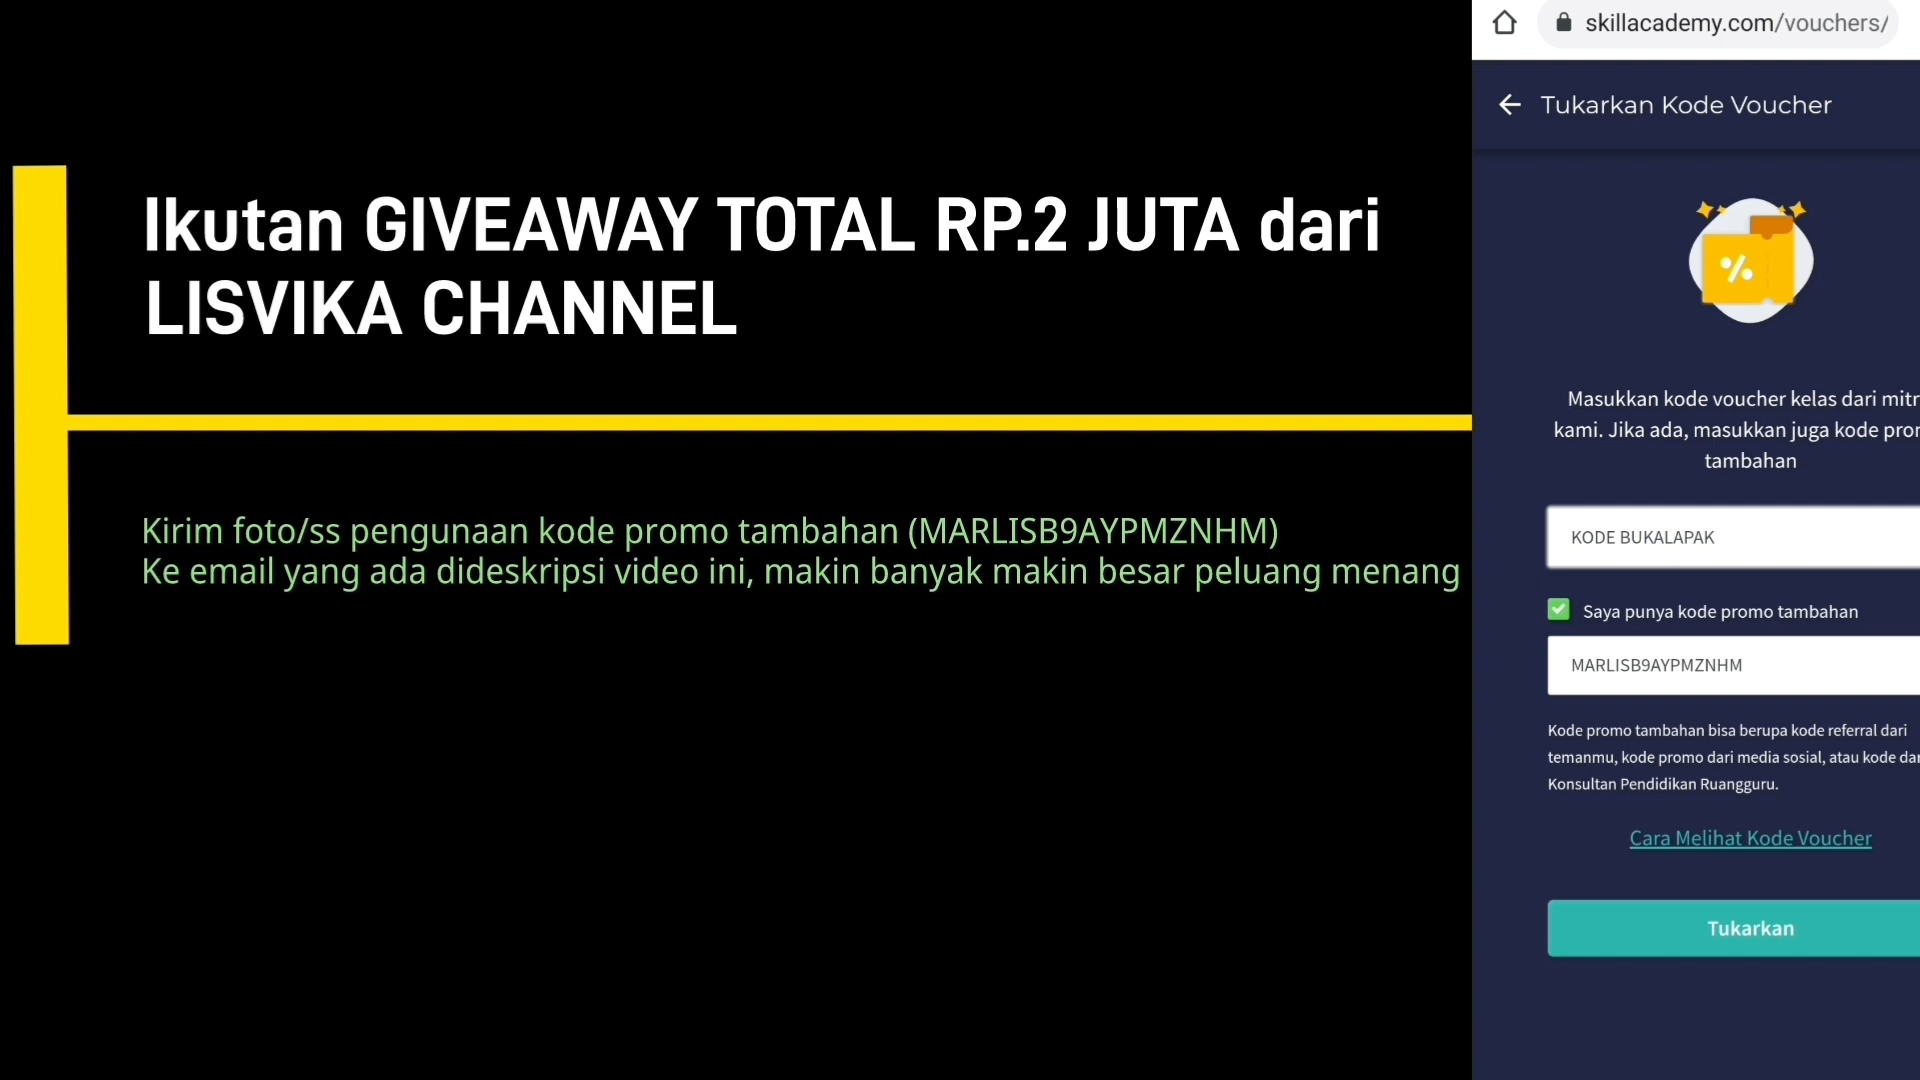 Ikutan GIVEAWAY TOTAL RP.2 JUTA dari
LISVIKA CHANNEL
Kirim foto/ss pengunaan kode promo tambahan (MARLISB9AYPMZNHM)
Ke email yang ada dideskripsi video ini, makin banyak makin besar peluang menang
skillacademy.com/vouchers/
Tukarkan Kode Voucher
%
Masukkan kode voucher kelas dari mitr
kami. Jika ada, masukkan juga kode pro
tambahan
KODE BUKALAPAK
Saya punya kode promo tambahan
MARLISB9AYPMZNHM
Kode promo tambahan bisa berupa kode referral dari
temanmu, kode promo dari media sosial, atau kode da
Konsultan Pendidikan Ruangguru.
Cara Melihat Kode Voucher
Tukarkan